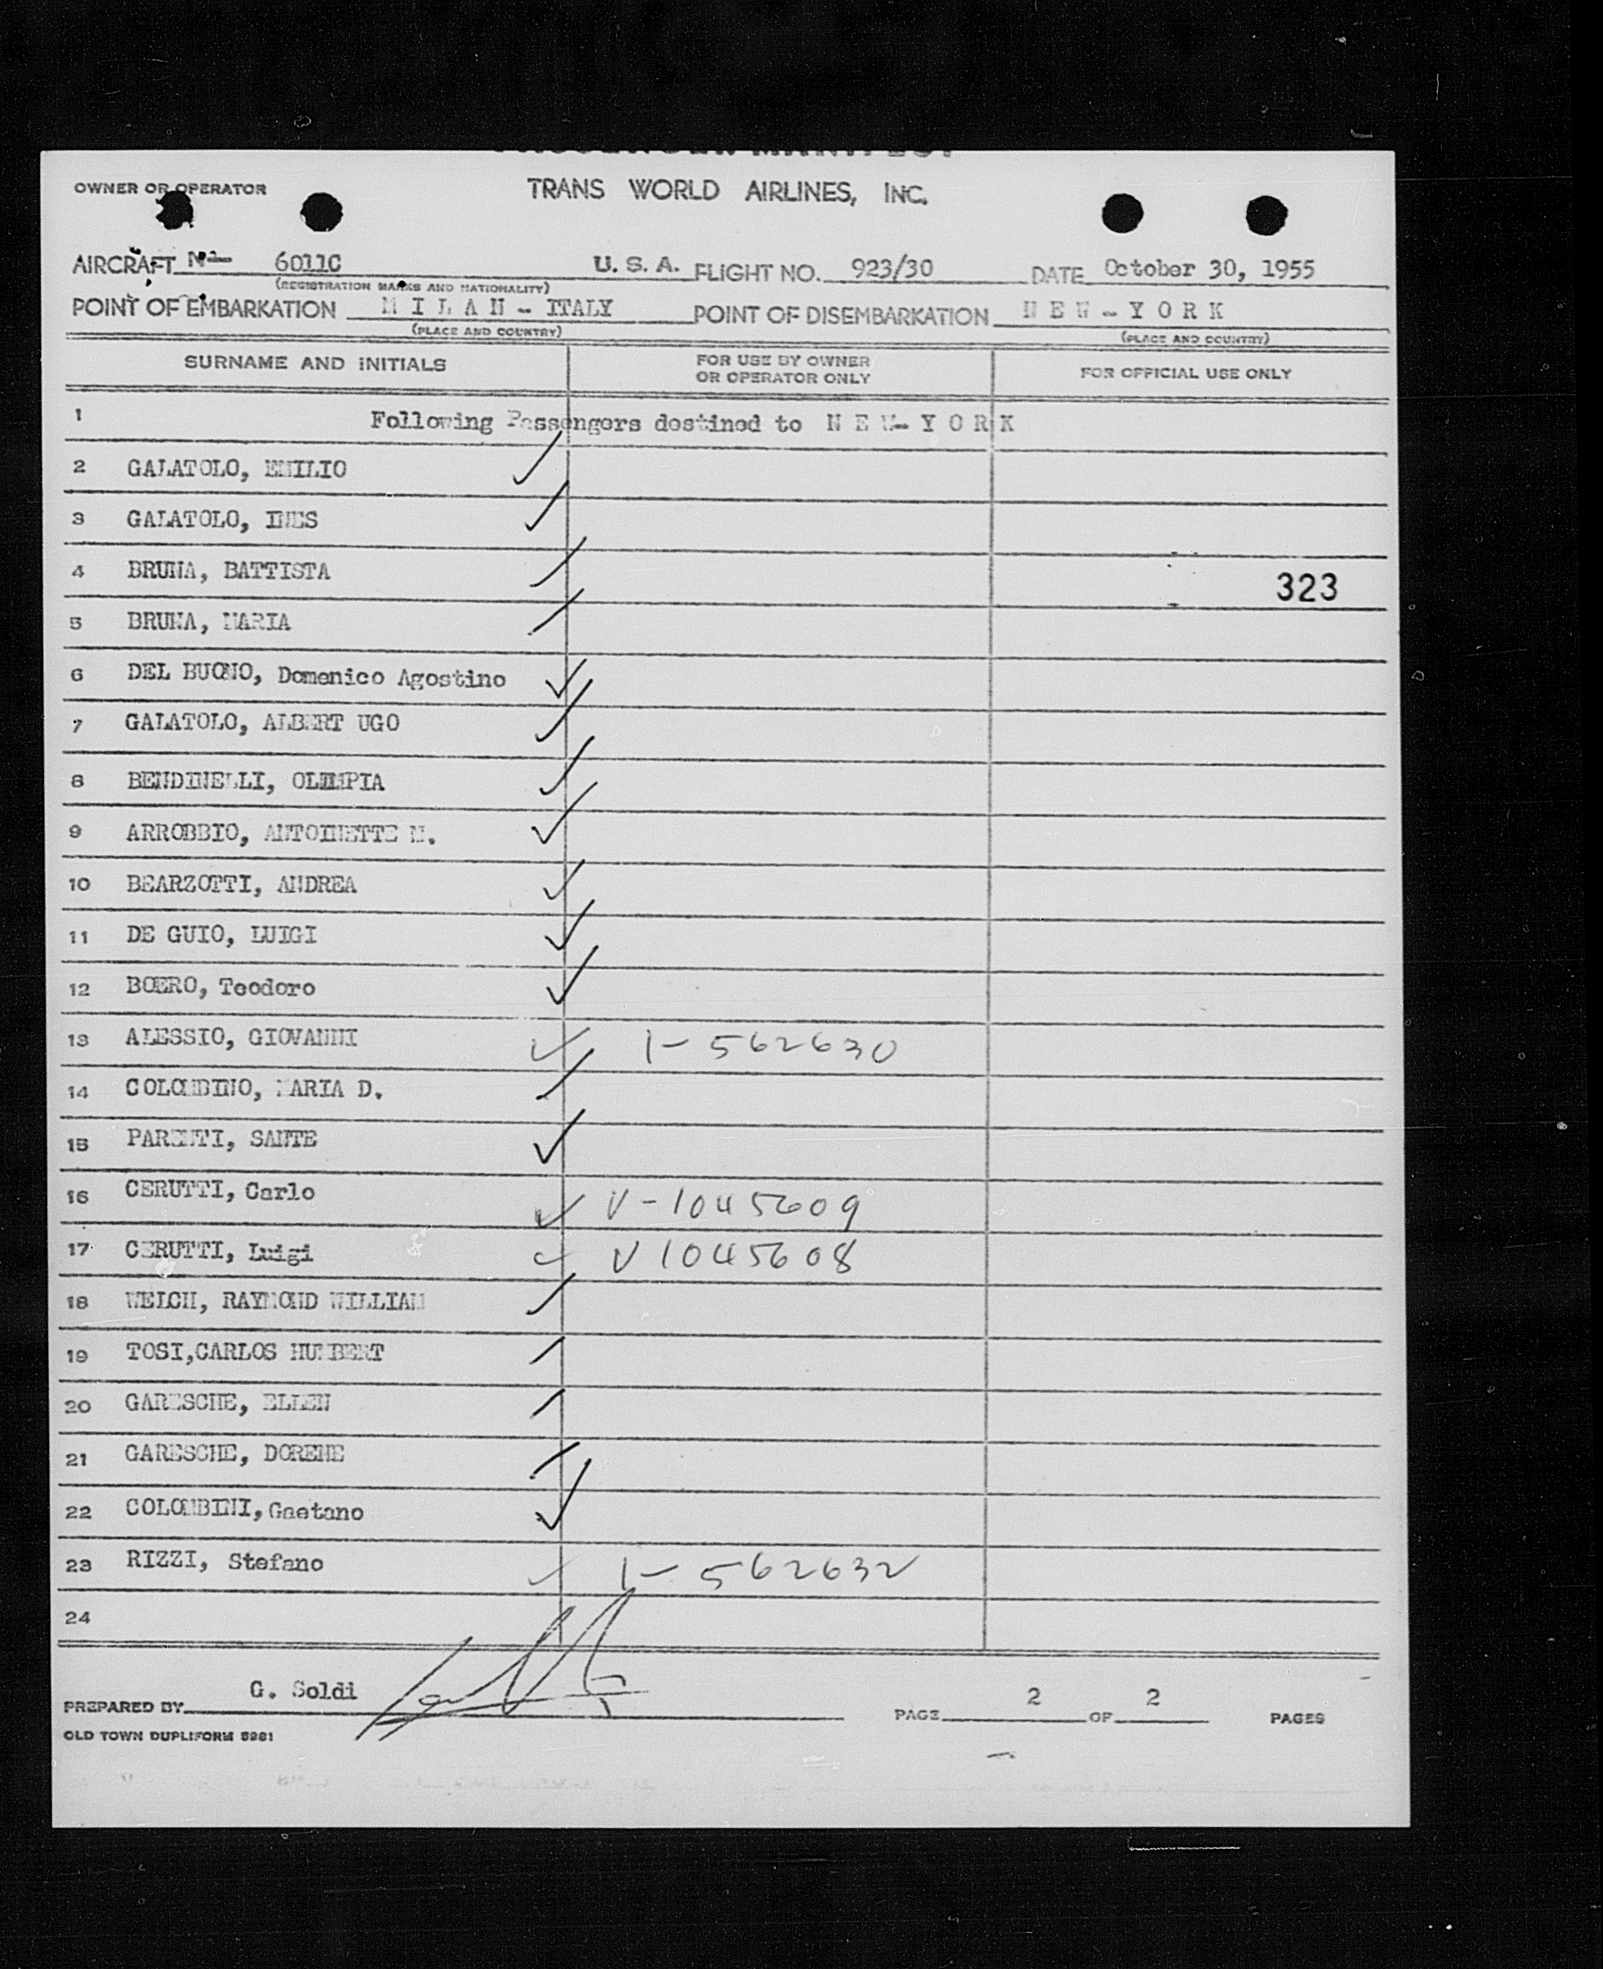 PASSENGER MANIFEST
OWNER OR OPERATOR TRANS WORLD AIRLINES, INC.
AIRCRAFT 6011C U. S. A. FLIGHT NO. 923/30 DATE October 30, 1955
(REGISTRATION MARKS AND NATIONALITY)
POINT OF EMBARKATION M I L A N - ITALY POINT OF DISEMBARKATION N E W - Y O R K
(PLACE AND COUNTRY) (PLACE AND COUNTRY)
SURNAME AND INITIALS FOR USE BY OWNER OR OPERATOR ONLY FOR OFFICIAL USE ONLY
1 Following Passengers destined to N E W- Y O R K
2 GALATOLO, EMILIO
3 GALATOLO, INES
4 BRUNA, BATTISTA
323
5 BRUNA, MARIA
6 DEL BUONO, Domenico Agostino
7 GALATOLO, ALBERT UGO
8 BENDINELLI, OLIMPIA
9 ARROBBIO, ANTOINETTE M.
10 BEARZOTTI, ANDREA
11 DE GUIO, LUIGI
12 BOERO, Teodoro
13 ALESSIO, GIOVANNI 1-562630
14 COLOMBINO, MARIA D.
15 PARENTI, SANTE
16 CERUTTI, Carlo V-1045609
17 CERUTTI, Luigi V 1045608
18 WELCH, RAYMOND WILLIAM
19 TOSI,CARLOS HUMBERT
20 GARESCHE, ELLEN
21 GARESCHE, DORENE
22 COLOMBINI, Gaetano
23 RIZZI, Stefano 1-562632
24
PREPARED BY G. Soldi PAGE 2 OF 2 PAGES
OLD TOWN DUPLIFORM 5981